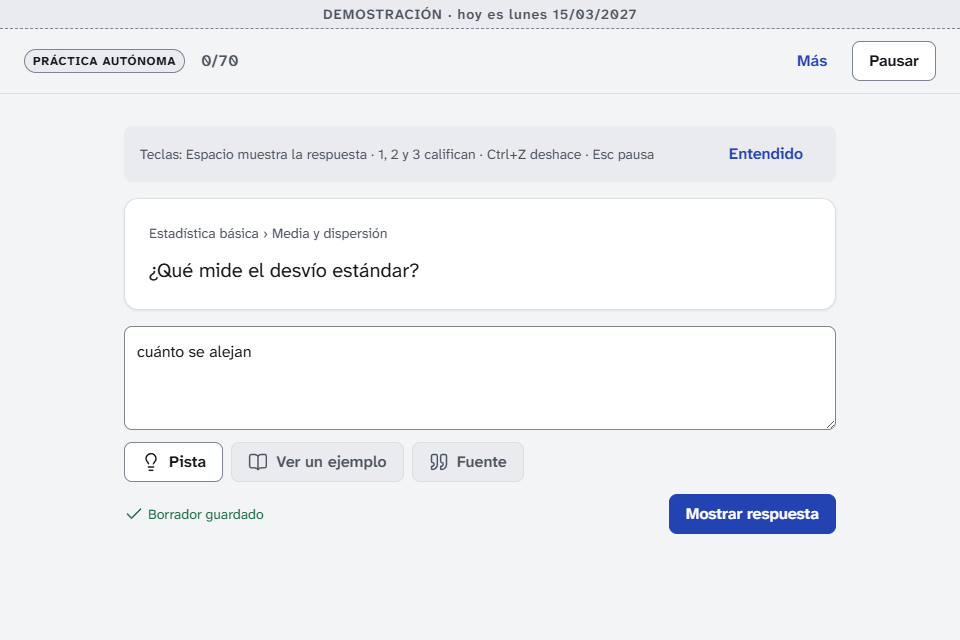 DEMOSTRACIÓN · hoy es lunes 15/03/2027
PRÁCTICA AUTÓNOMA 0/70 Más Pausar
Teclas: Espacio muestra la respuesta · 1, 2 y 3 califican · Ctrl+Z deshace · Esc pausa Entendido
Estadística básica › Media y dispersión
¿Qué mide el desvío estándar?
cuánto se alejan
Pista Ver un ejemplo Fuente
Borrador guardado Mostrar respuesta